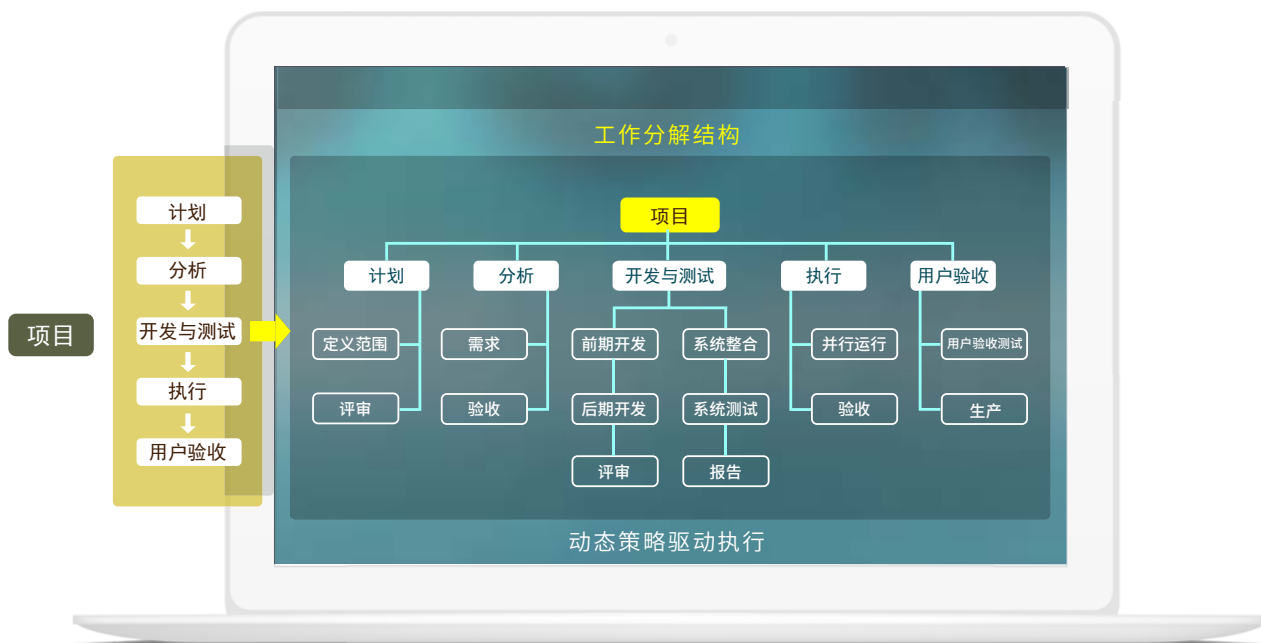 项目
计划
分析
开发与测试
执行
用户验收
工作分解结构
项目
计划
分析
开发与测试
执行
用户验收
定义范围
需求
前期开发
系统整合
并行运行
用户验收测试
评审
验收
后期开发
系统测试
验收
生产
评审
报告
动态策略驱动执行